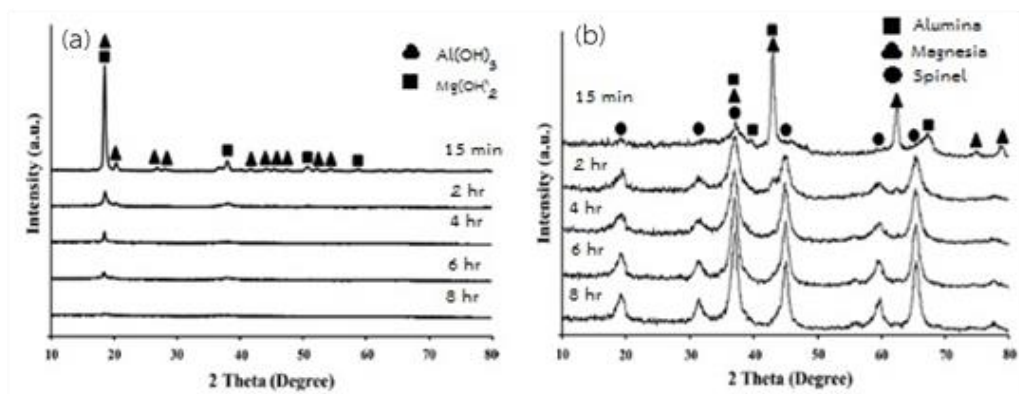 (a)
Al(OH)3
Mg(OH)2
15 min
2 hr
4 hr
6 hr
8 hr
Intensity (a.u.)
10 20 30 40 50 60 70 80
2 Theta (Degree)
(b)
Alumina
Magnesia
Spinel
15 min
2 hr
4 hr
6 hr
8 hr
Intensity (a.u.)
10 20 30 40 50 60 70 80
2 Theta (Degree)